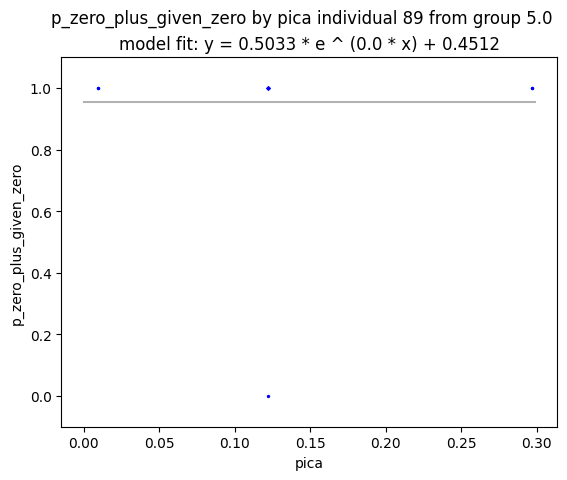 p_zero_plus_given_zero by pica individual 89 from group 5.0
model fit: y = 0.5033 * e ^ (0.0 * x) + 0.4512
1.0
0.8
0.6
0.4
0.2
0.0
p_zero_plus_given_zero
0.00 0.05 0.10 0.15 0.20 0.25 0.30
pica